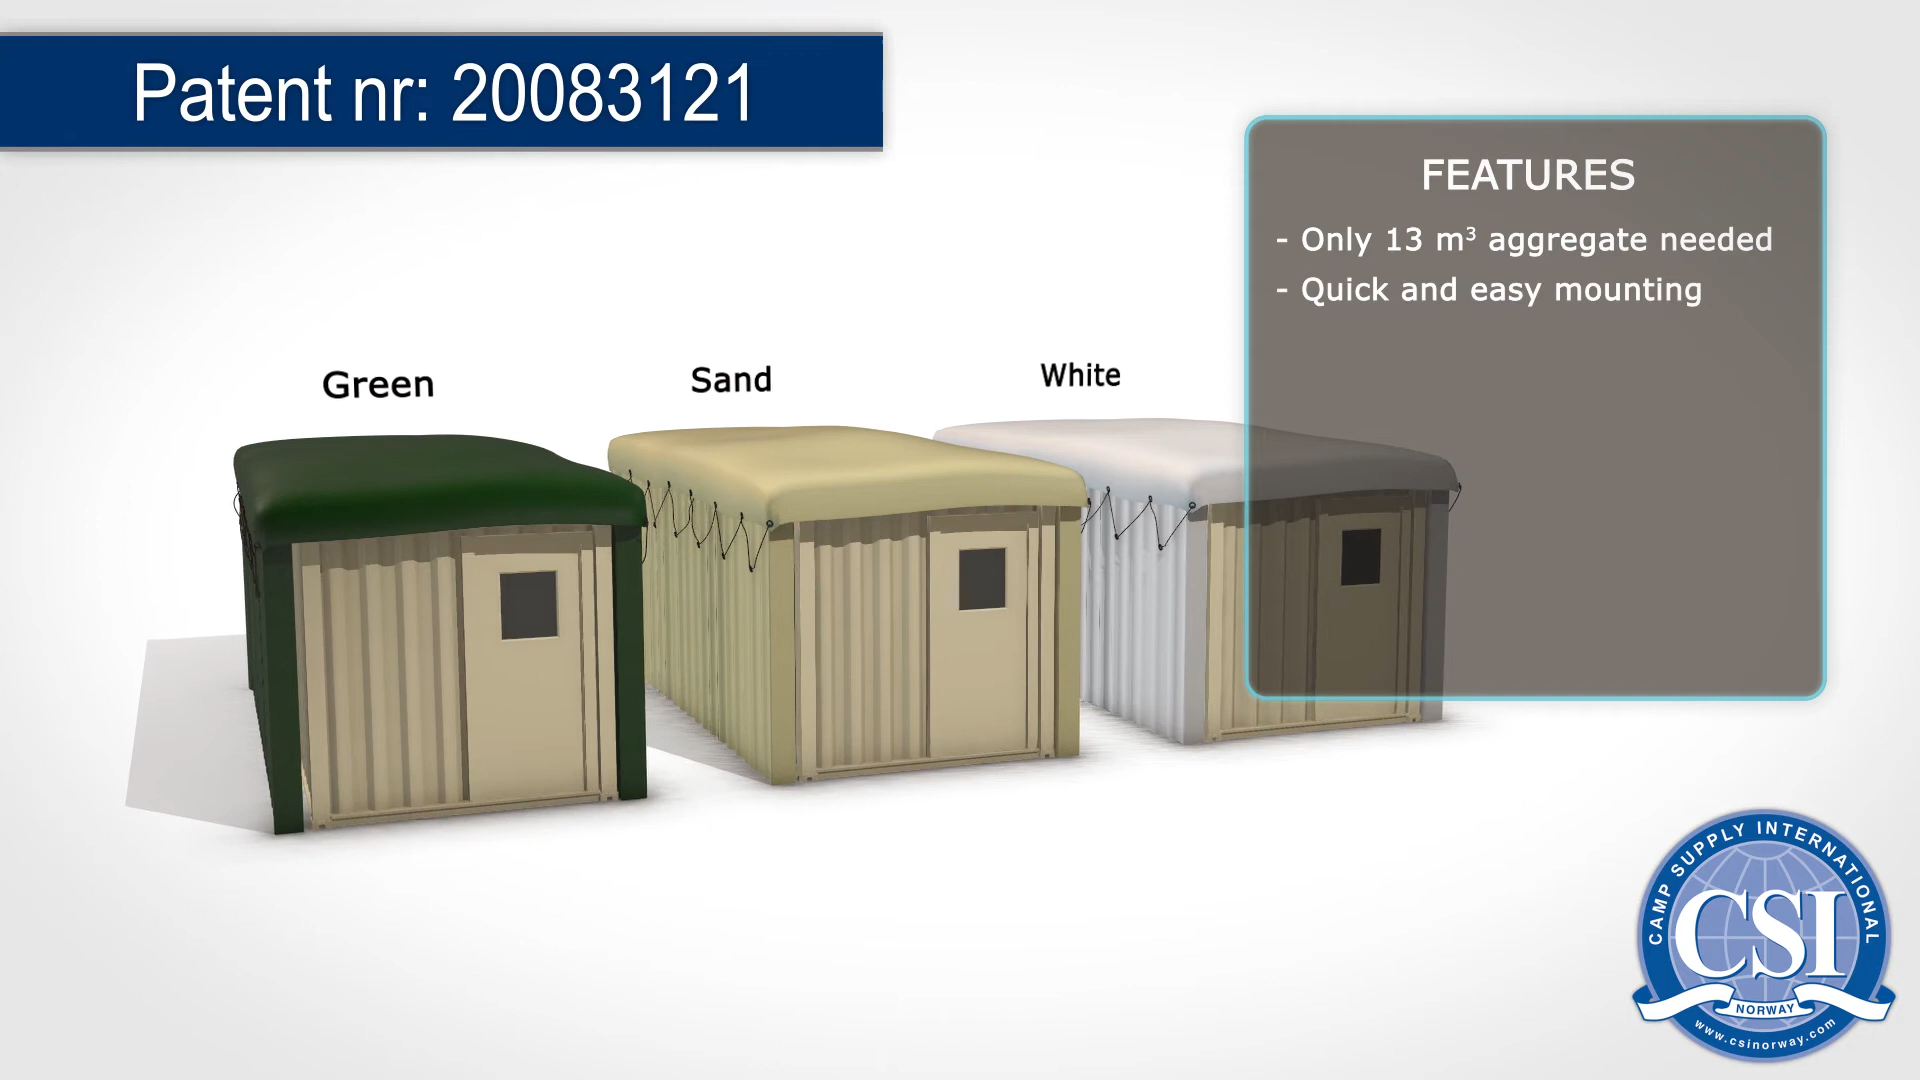 Patent nr: 20083121
FEATURES
- Only 13 m³ aggregate needed
- Quick and easy mounting
Green
Sand
White
CAMP SUPPLY INTERNATIONAL
CSI
NORWAY
www.csinorway.com